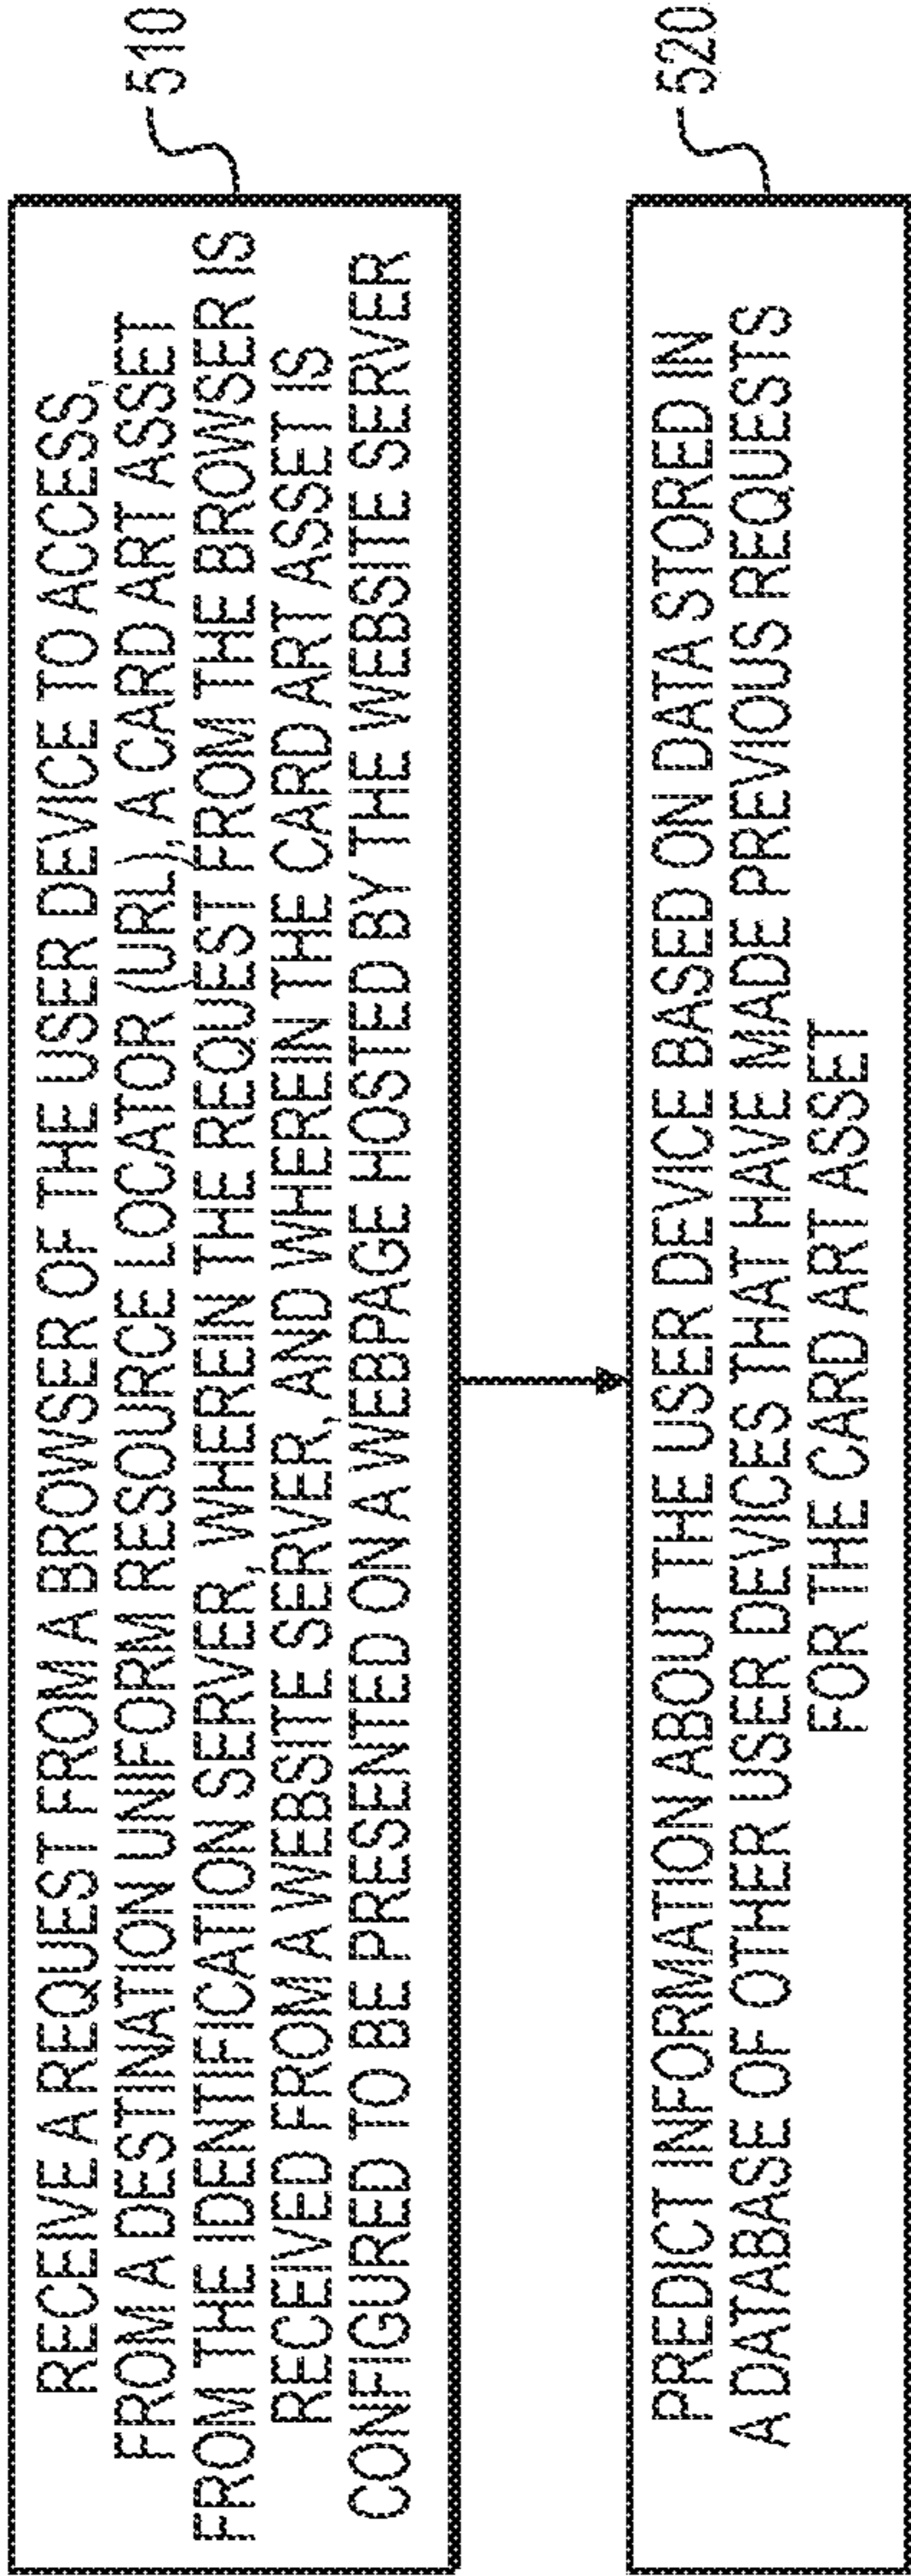 RECEIVE A REQUEST FROM A BROWSER OF THE USER DEVICE TO ACCESS,
FROM A DESTINATION UNIFORM RESOURCE LOCATOR (URL), A CARD ART ASSET
FROM THE IDENTIFICATION SERVER, WHEREIN THE REQUEST FROM THE BROWSER IS
RECEIVED FROM A WEBSITE SERVER, AND WHEREIN THE CARD ART ASSET IS
CONFIGURED TO BE PRESENTED ON A WEBPAGE HOSTED BY THE WEBSITE SERVER
510
PREDICT INFORMATION ABOUT THE USER DEVICE BASED ON DATA STORED IN
A DATABASE OF OTHER USER DEVICES THAT HAVE MADE PREVIOUS REQUESTS
FOR THE CARD ART ASSET
520